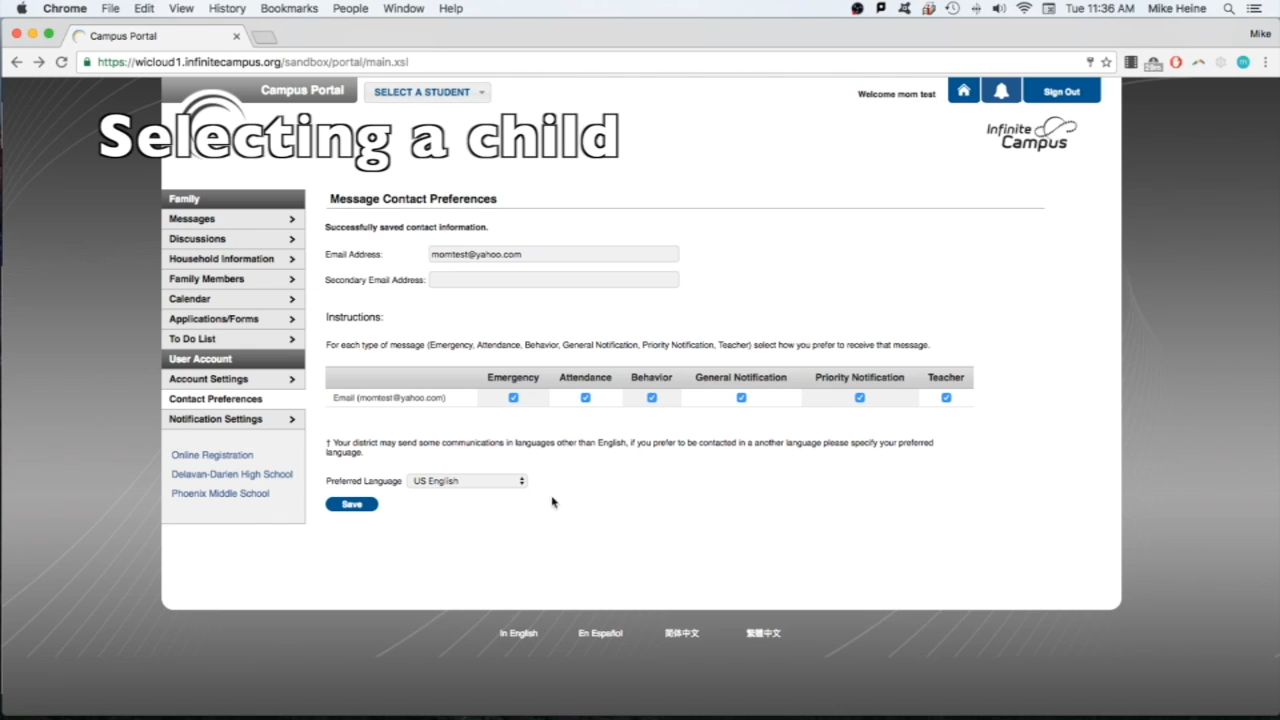 Chrome File Edit View History Bookmarks People Window Help Tue 11:36 AM Mike Heine
Campus Portal Mike
https://wicloud1.infinitecampus.org/sandbox/portal/main.xsl
Campus Portal SELECT A STUDENT Welcome mom test Sign Out
Selecting a child
Infinite
Campus
Family
Messages
Discussions
Household Information
Family Members
Calendar
Applications/Forms
To Do List
User Account
Account Settings
Contact Preferences
Notification Settings
Online Registration
Delavan-Darien High School
Phoenix Middle School
Message Contact Preferences
Successfully saved contact information.
Email Address: momtest@yahoo.com
Secondary Email Address:
Instructions:
For each type of message (Emergency, Attendance, Behavior, General Notification, Priority Notification, Teacher) select how you prefer to receive that message.
Emergency Attendance Behavior General Notification Priority Notification Teacher
Email (momtest@yahoo.com)
† Your district may send some communications in languages other than English, if you prefer to be contacted in a another language please specify your preferred
language.
Preferred Language US English
Save
In English En Español 简体中文 繁體中文